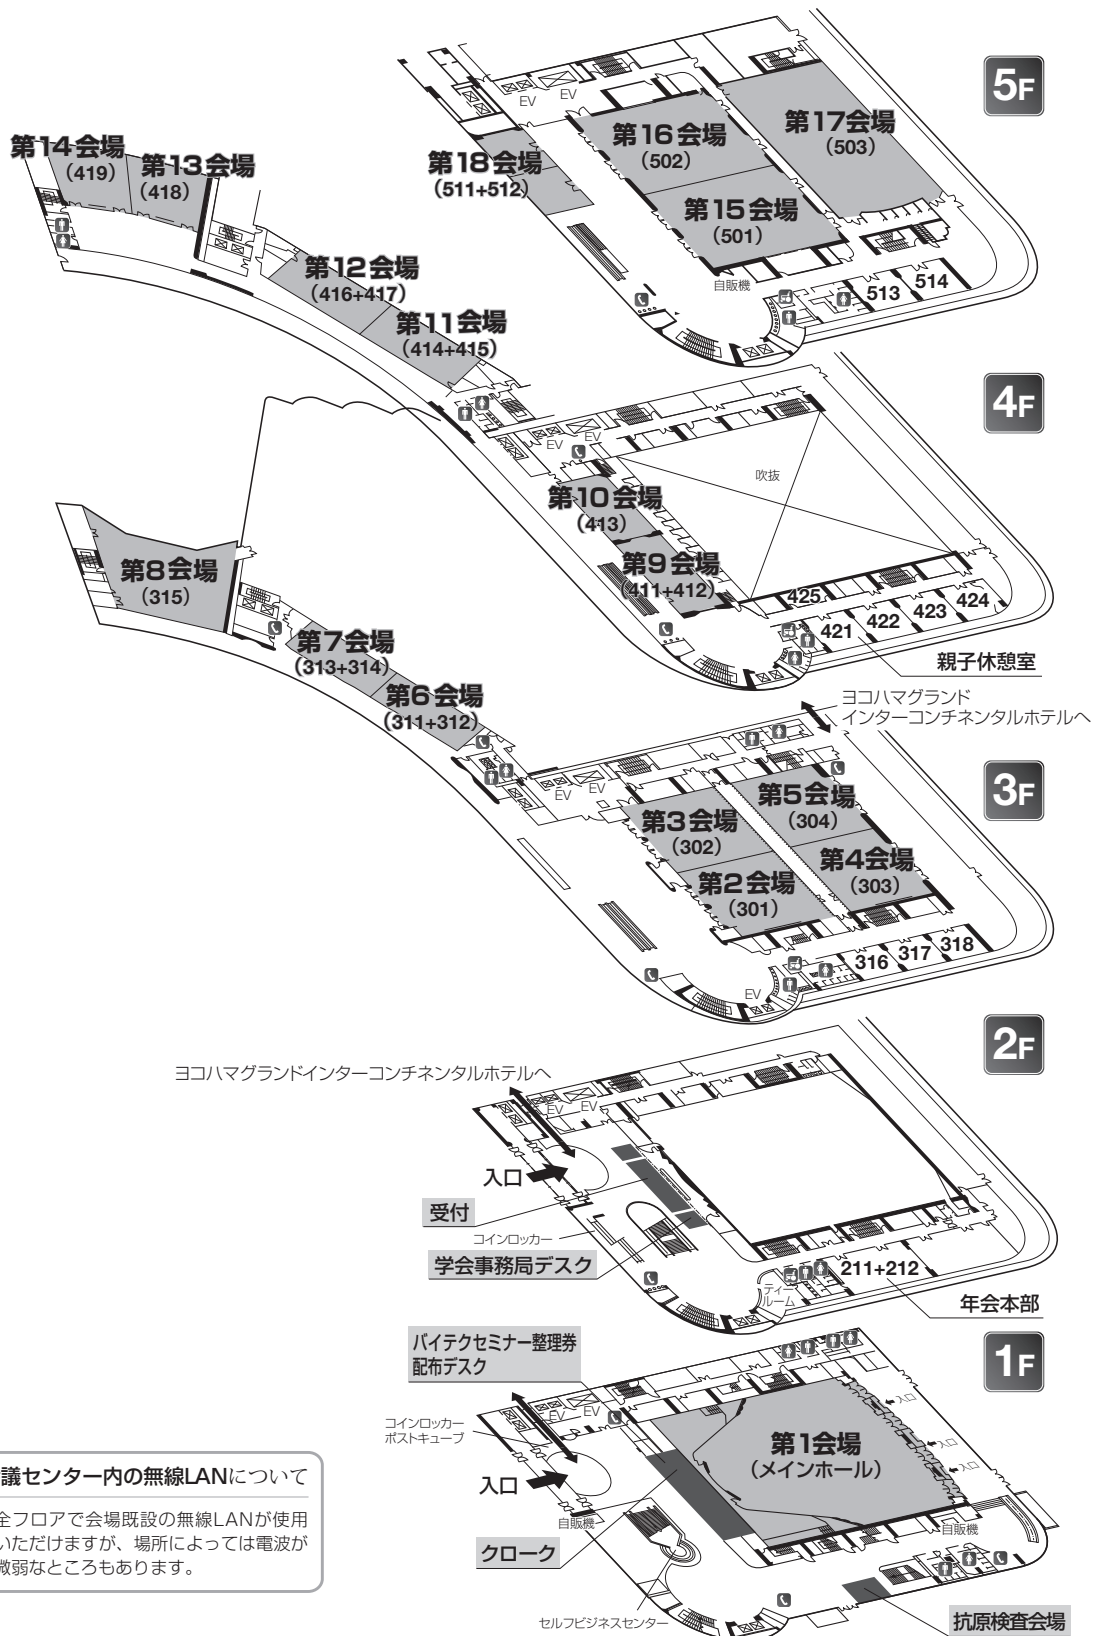 5F
EV
EV
第16会場
(502)
第17会場
(503)
第18会場
(511+512)
第15会場
(501)
自販機
513
514
第14会場
(419)
第13会場
(418)
第12会場
(416+417)
第11会場
(414+415)
4F
EV
EV
吹抜
第10会場
(413)
第9会場
(411+412)
425
421
422
423
424
親子休憩室
ヨコハマグランド
インターコンチネンタルホテルへ
第8会場
(315)
第7会場
(313+314)
第6会場
(311+312)
3F
EV
EV
第5会場
(304)
第3会場
(302)
第4会場
(303)
第2会場
(301)
316
317
318
EV
2F
ヨコハマグランドインターコンチネンタルホテルへ
EV
EV
入口
受付
コインロッカー
学会事務局デスク
ティー
ルーム
211+212
年会本部
1F
バイテクセミナー整理券
配布デスク
EV
EV
コインロッカー
ポストキューブ
入口
入口
入口
第1会場
(メインホール)
入口
自販機
自販機
クローク
セルフビジネスセンター
抗原検査会場
議センター内の無線LANについて
全フロアで会場既設の無線LANが使用
いただけますが、場所によっては電波が
微弱なところもあります。